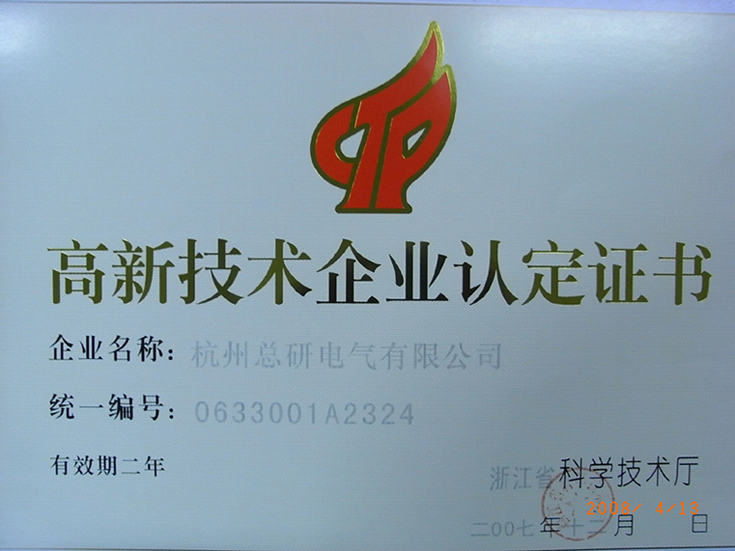 高新技术企业认定证书
企业名称：杭州总研电气有限公司
统一编号：0633001A2324
有效期二年
浙江省科学技术厅
二00七年十二月 日
2009/ 4/13